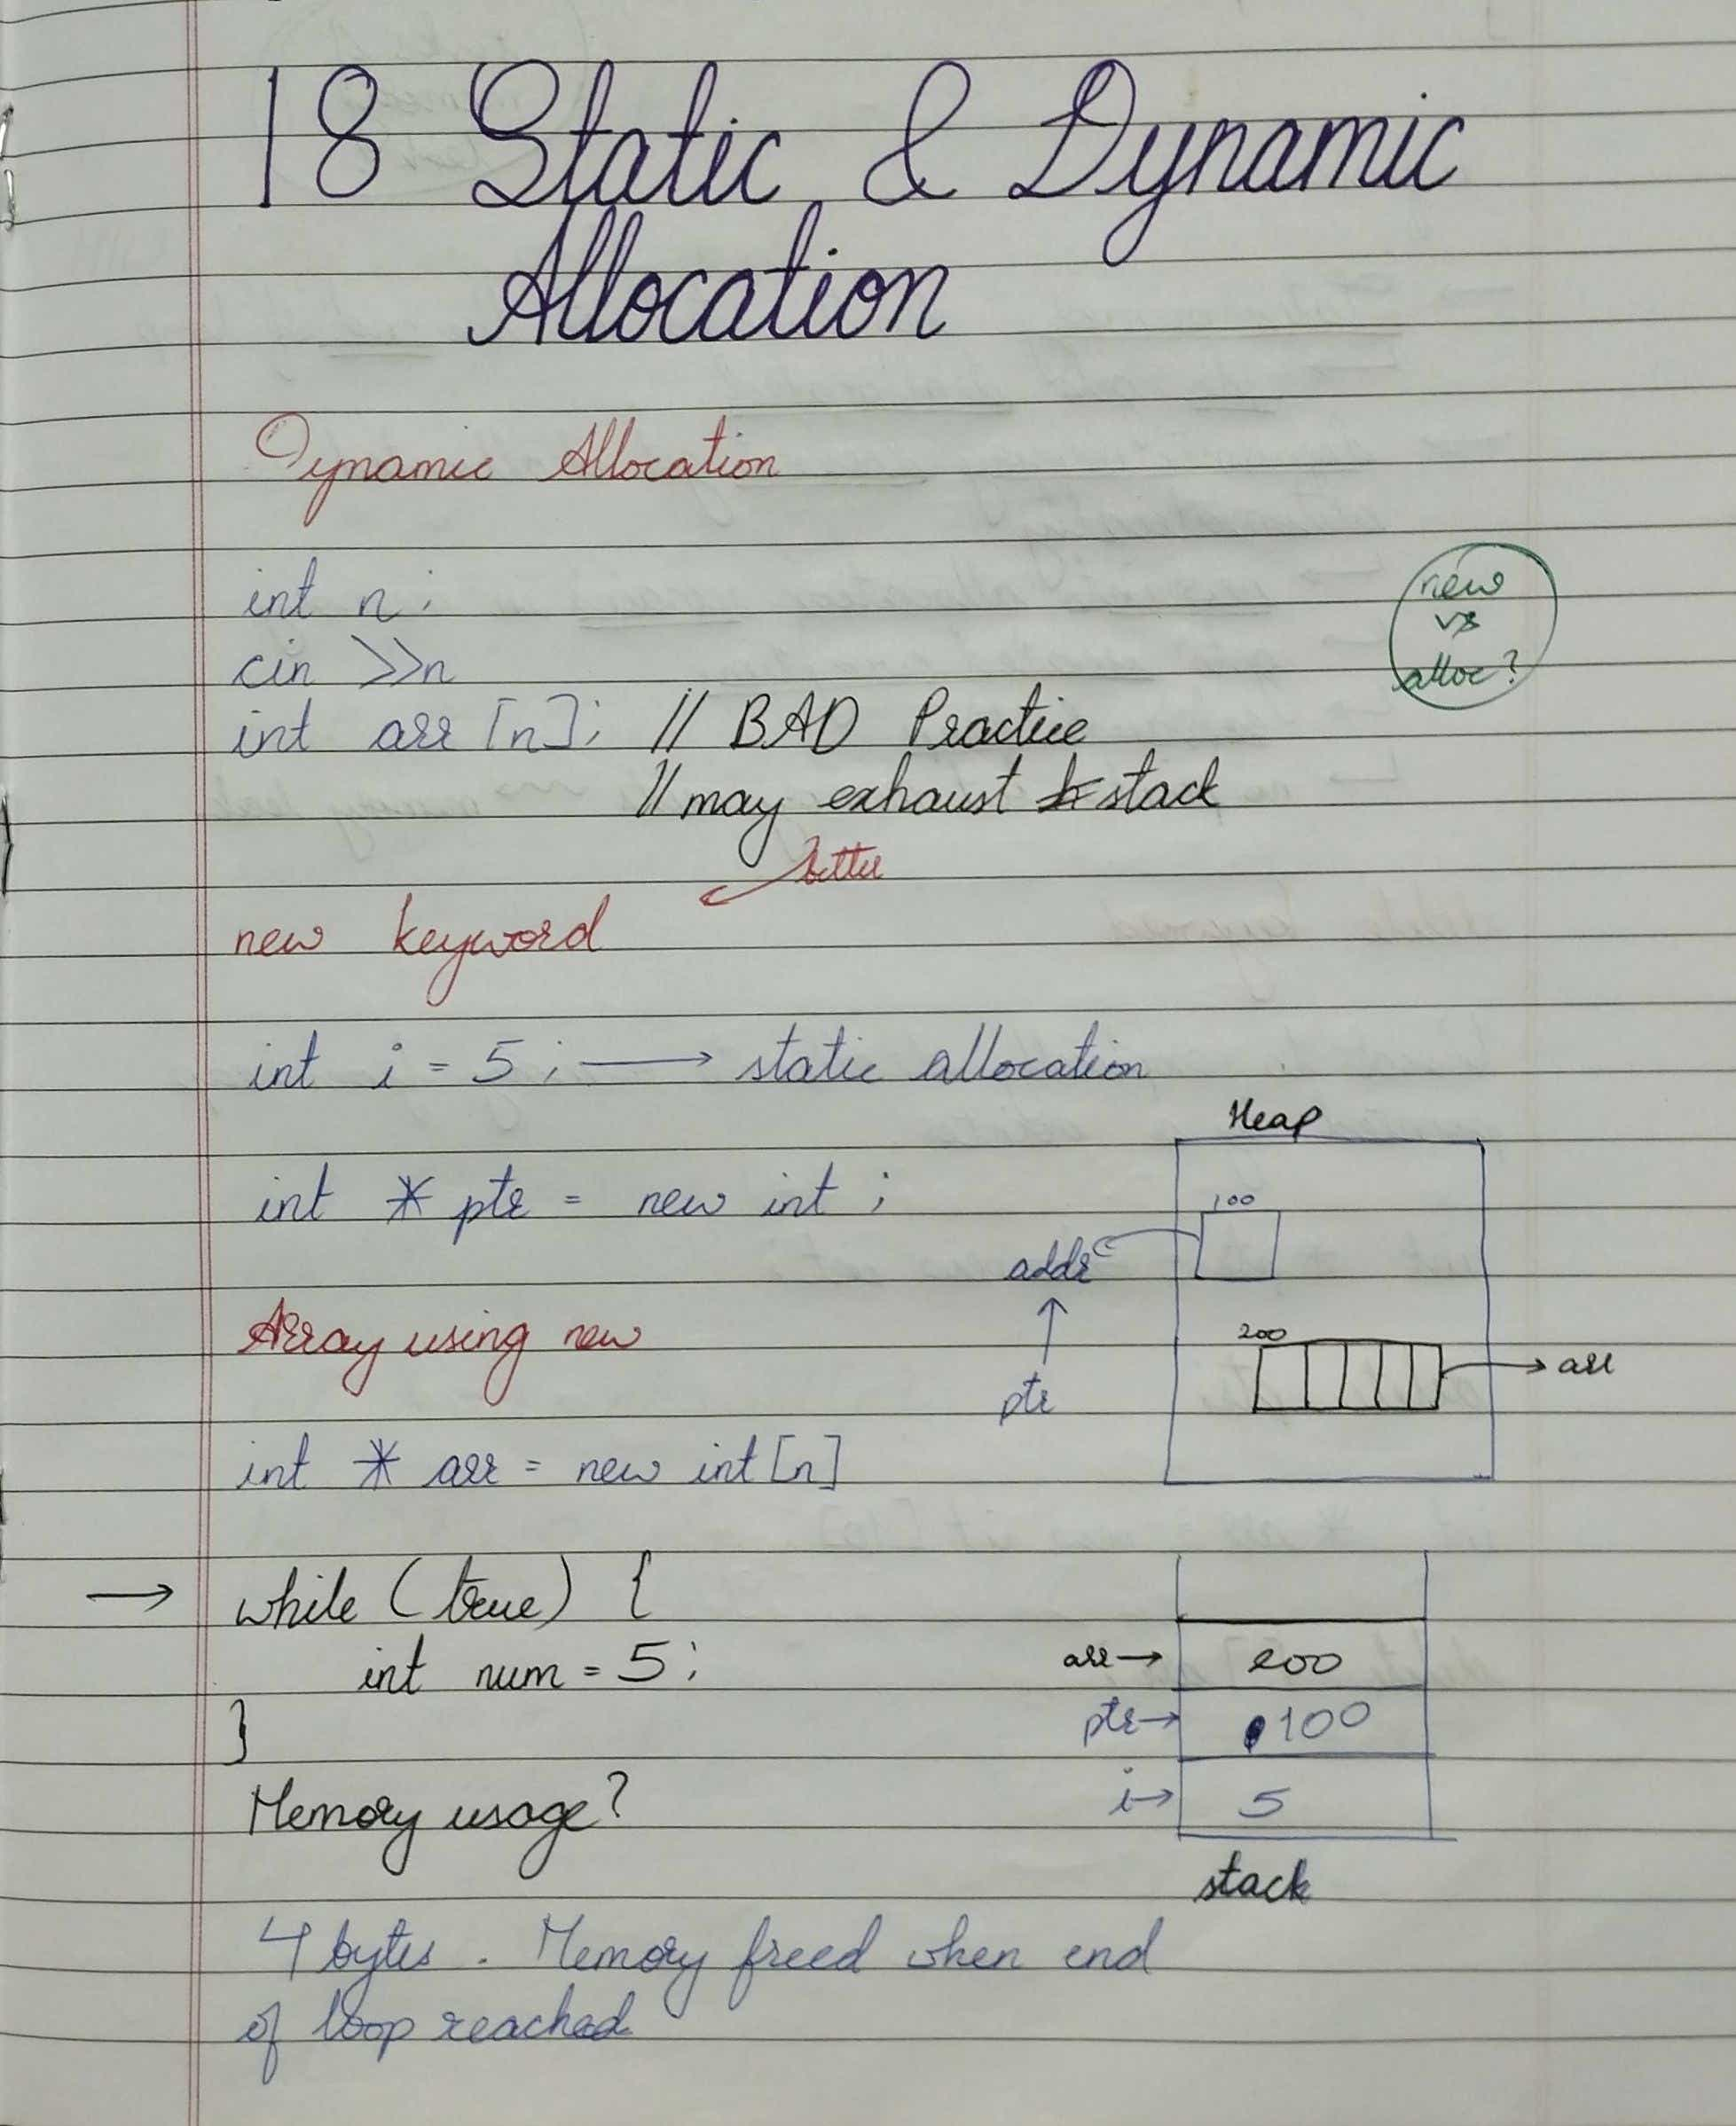 18 Static & Dynamic
Allocation
Dynamic Allocation
int n;
cin >>n
int arr [n]; // BAD Practice
// may exhaust stack
new
vs
alloc?
better
new keyword
int i = 5; → static allocation
int * ptr = new int ;
Heap
100
addr
ptr
200
arr
Array using new
int * arr = new int [n]
→ while (true) {
int num = 5;
}
Memory usage?
arr→ 200
ptr→ 100
i→ 5
stack
4 bytes. Memory freed when end
of loop reached